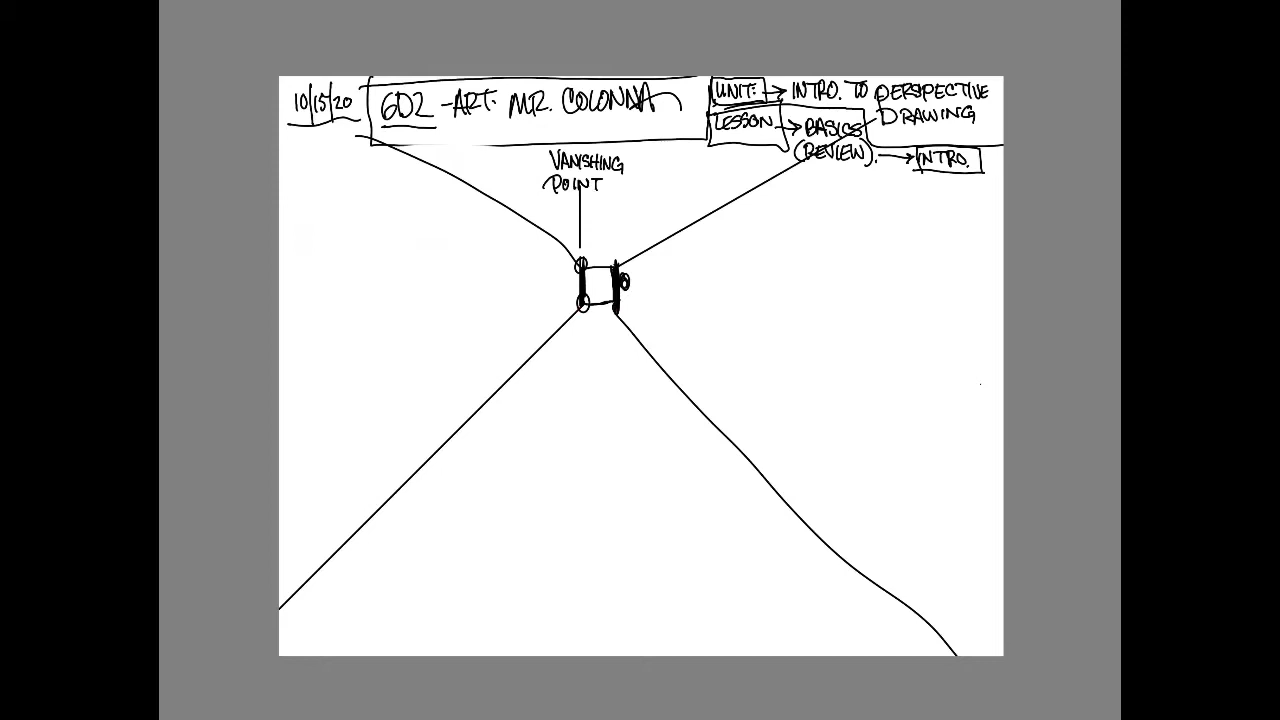 10/15/20
6D2 - ART. MR. COLONNA
UNIT: → INTRO. TO PERSPECTIVE
DRAWING
LESSON → BASICS
(REVIEW). → INTRO.
VANISHING
POINT